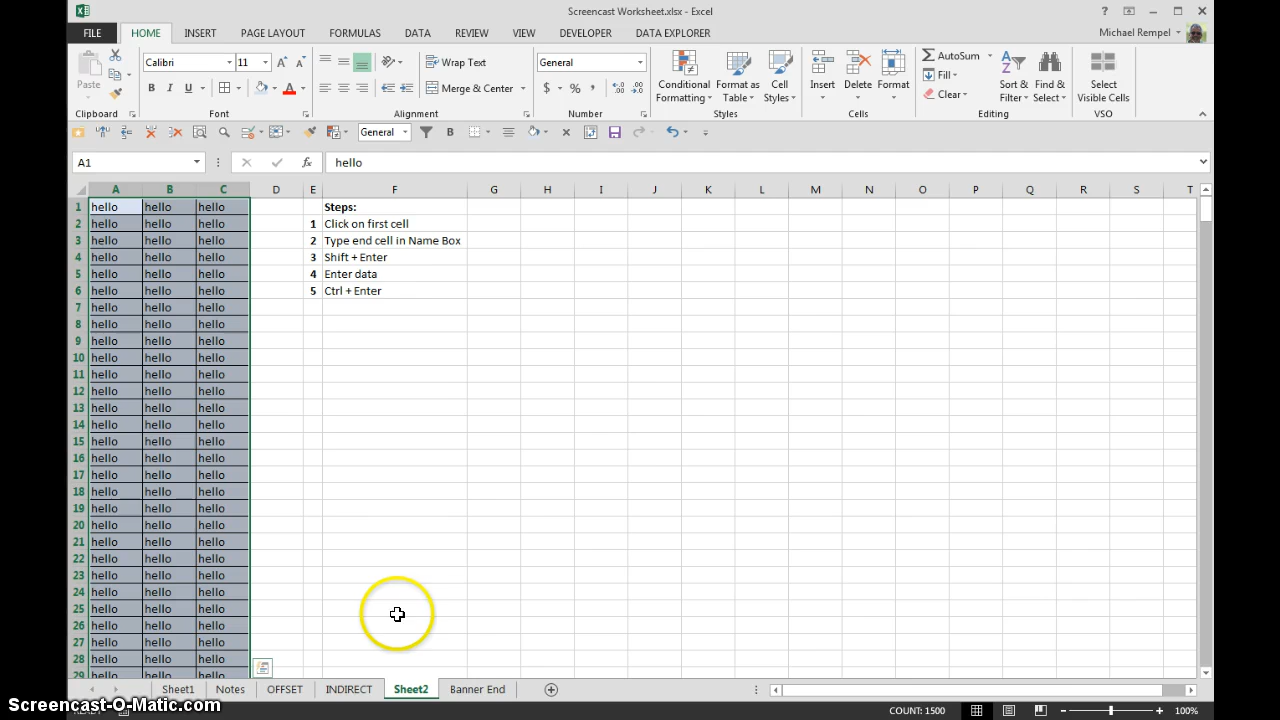 Screencast Worksheet.xlsx - Excel
FILE HOME INSERT PAGE LAYOUT FORMULAS DATA REVIEW VIEW DEVELOPER DATA EXPLORER Michael Rempel
Calibri 11 Wrap Text General AutoSum
Paste Conditional Formatting Format as Table Cell Styles Insert Delete Format Fill Sort & Filter Find & Select Select Visible Cells
B I U A Merge & Center $ % , Clear
Clipboard Font Alignment Number Styles Cells Editing VSO
General B
A1 fx hello
A B C D E F G H I J K L M N O P Q R S T
1 hello hello hello Steps:
2 hello hello hello 1 Click on first cell
3 hello hello hello 2 Type end cell in Name Box
4 hello hello hello 3 Shift + Enter
5 hello hello hello 4 Enter data
6 hello hello hello 5 Ctrl + Enter
7 hello hello hello
8 hello hello hello
9 hello hello hello
10 hello hello hello
11 hello hello hello
12 hello hello hello
13 hello hello hello
14 hello hello hello
15 hello hello hello
16 hello hello hello
17 hello hello hello
18 hello hello hello
19 hello hello hello
20 hello hello hello
21 hello hello hello
22 hello hello hello
23 hello hello hello
24 hello hello hello
25 hello hello hello
26 hello hello hello
27 hello hello hello
28 hello hello hello
29 hello hello hello
Sheet1 Notes OFFSET INDIRECT Sheet2 Banner End
Screencast-O-Matic.com COUNT: 1500 100%